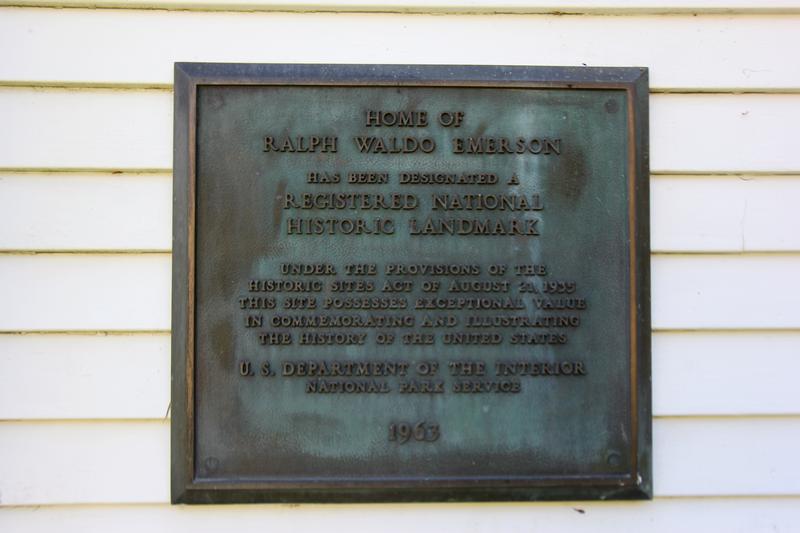 HOME OF
RALPH WALDO EMERSON
HAS BEEN DESIGNATED A
REGISTERED NATIONAL
HISTORIC LANDMARK
UNDER THE PROVISIONS OF THE
HISTORIC SITES ACT OF AUGUST 21, 1935
THIS SITE POSSESSES EXCEPTIONAL VALUE
IN COMMEMORATING AND ILLUSTRATING
THE HISTORY OF THE UNITED STATES
U. S. DEPARTMENT OF THE INTERIOR
NATIONAL PARK SERVICE
1963